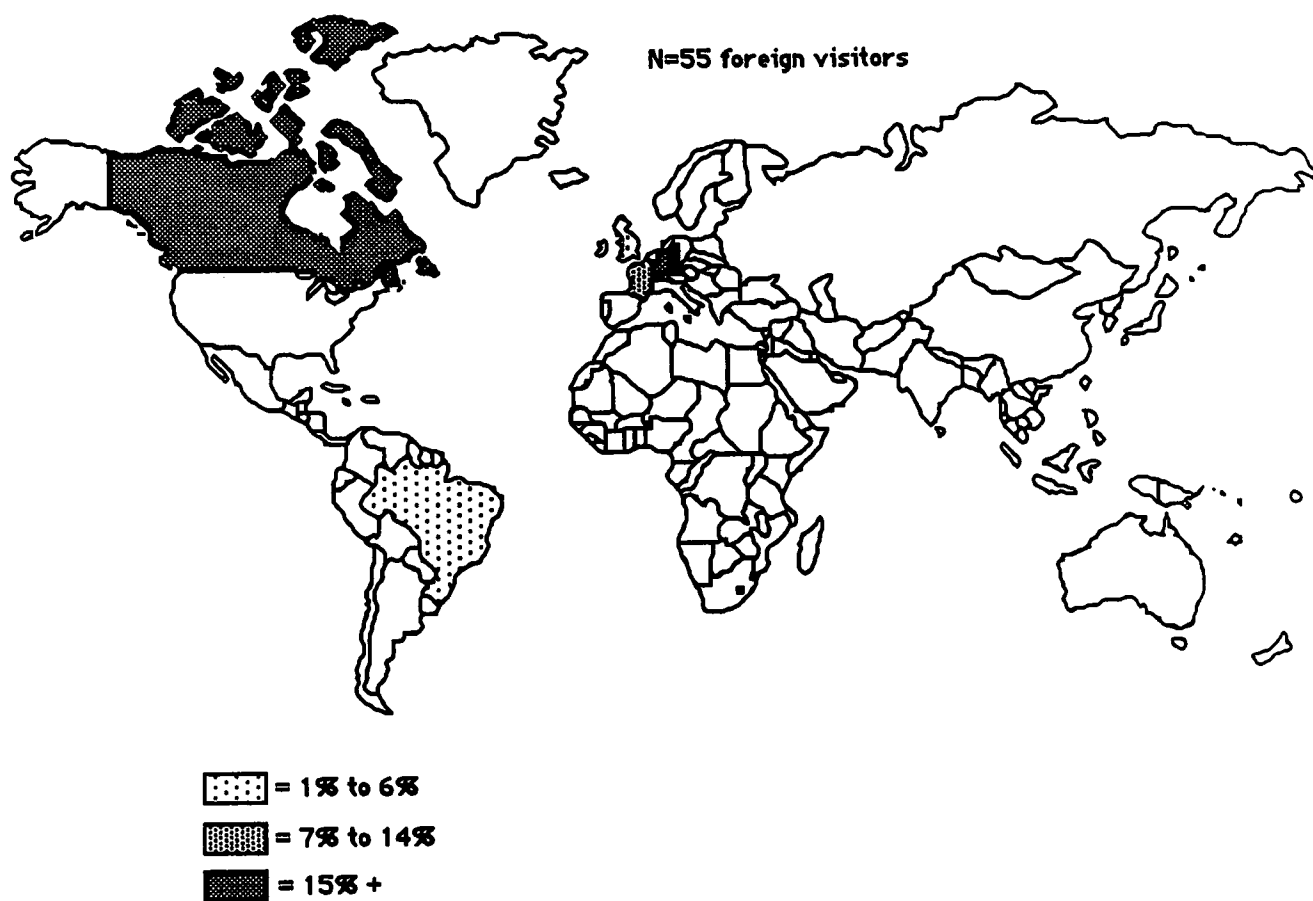 N=55 foreign visitors
= 1% to 6%
= 7% to 14%
= 15% +